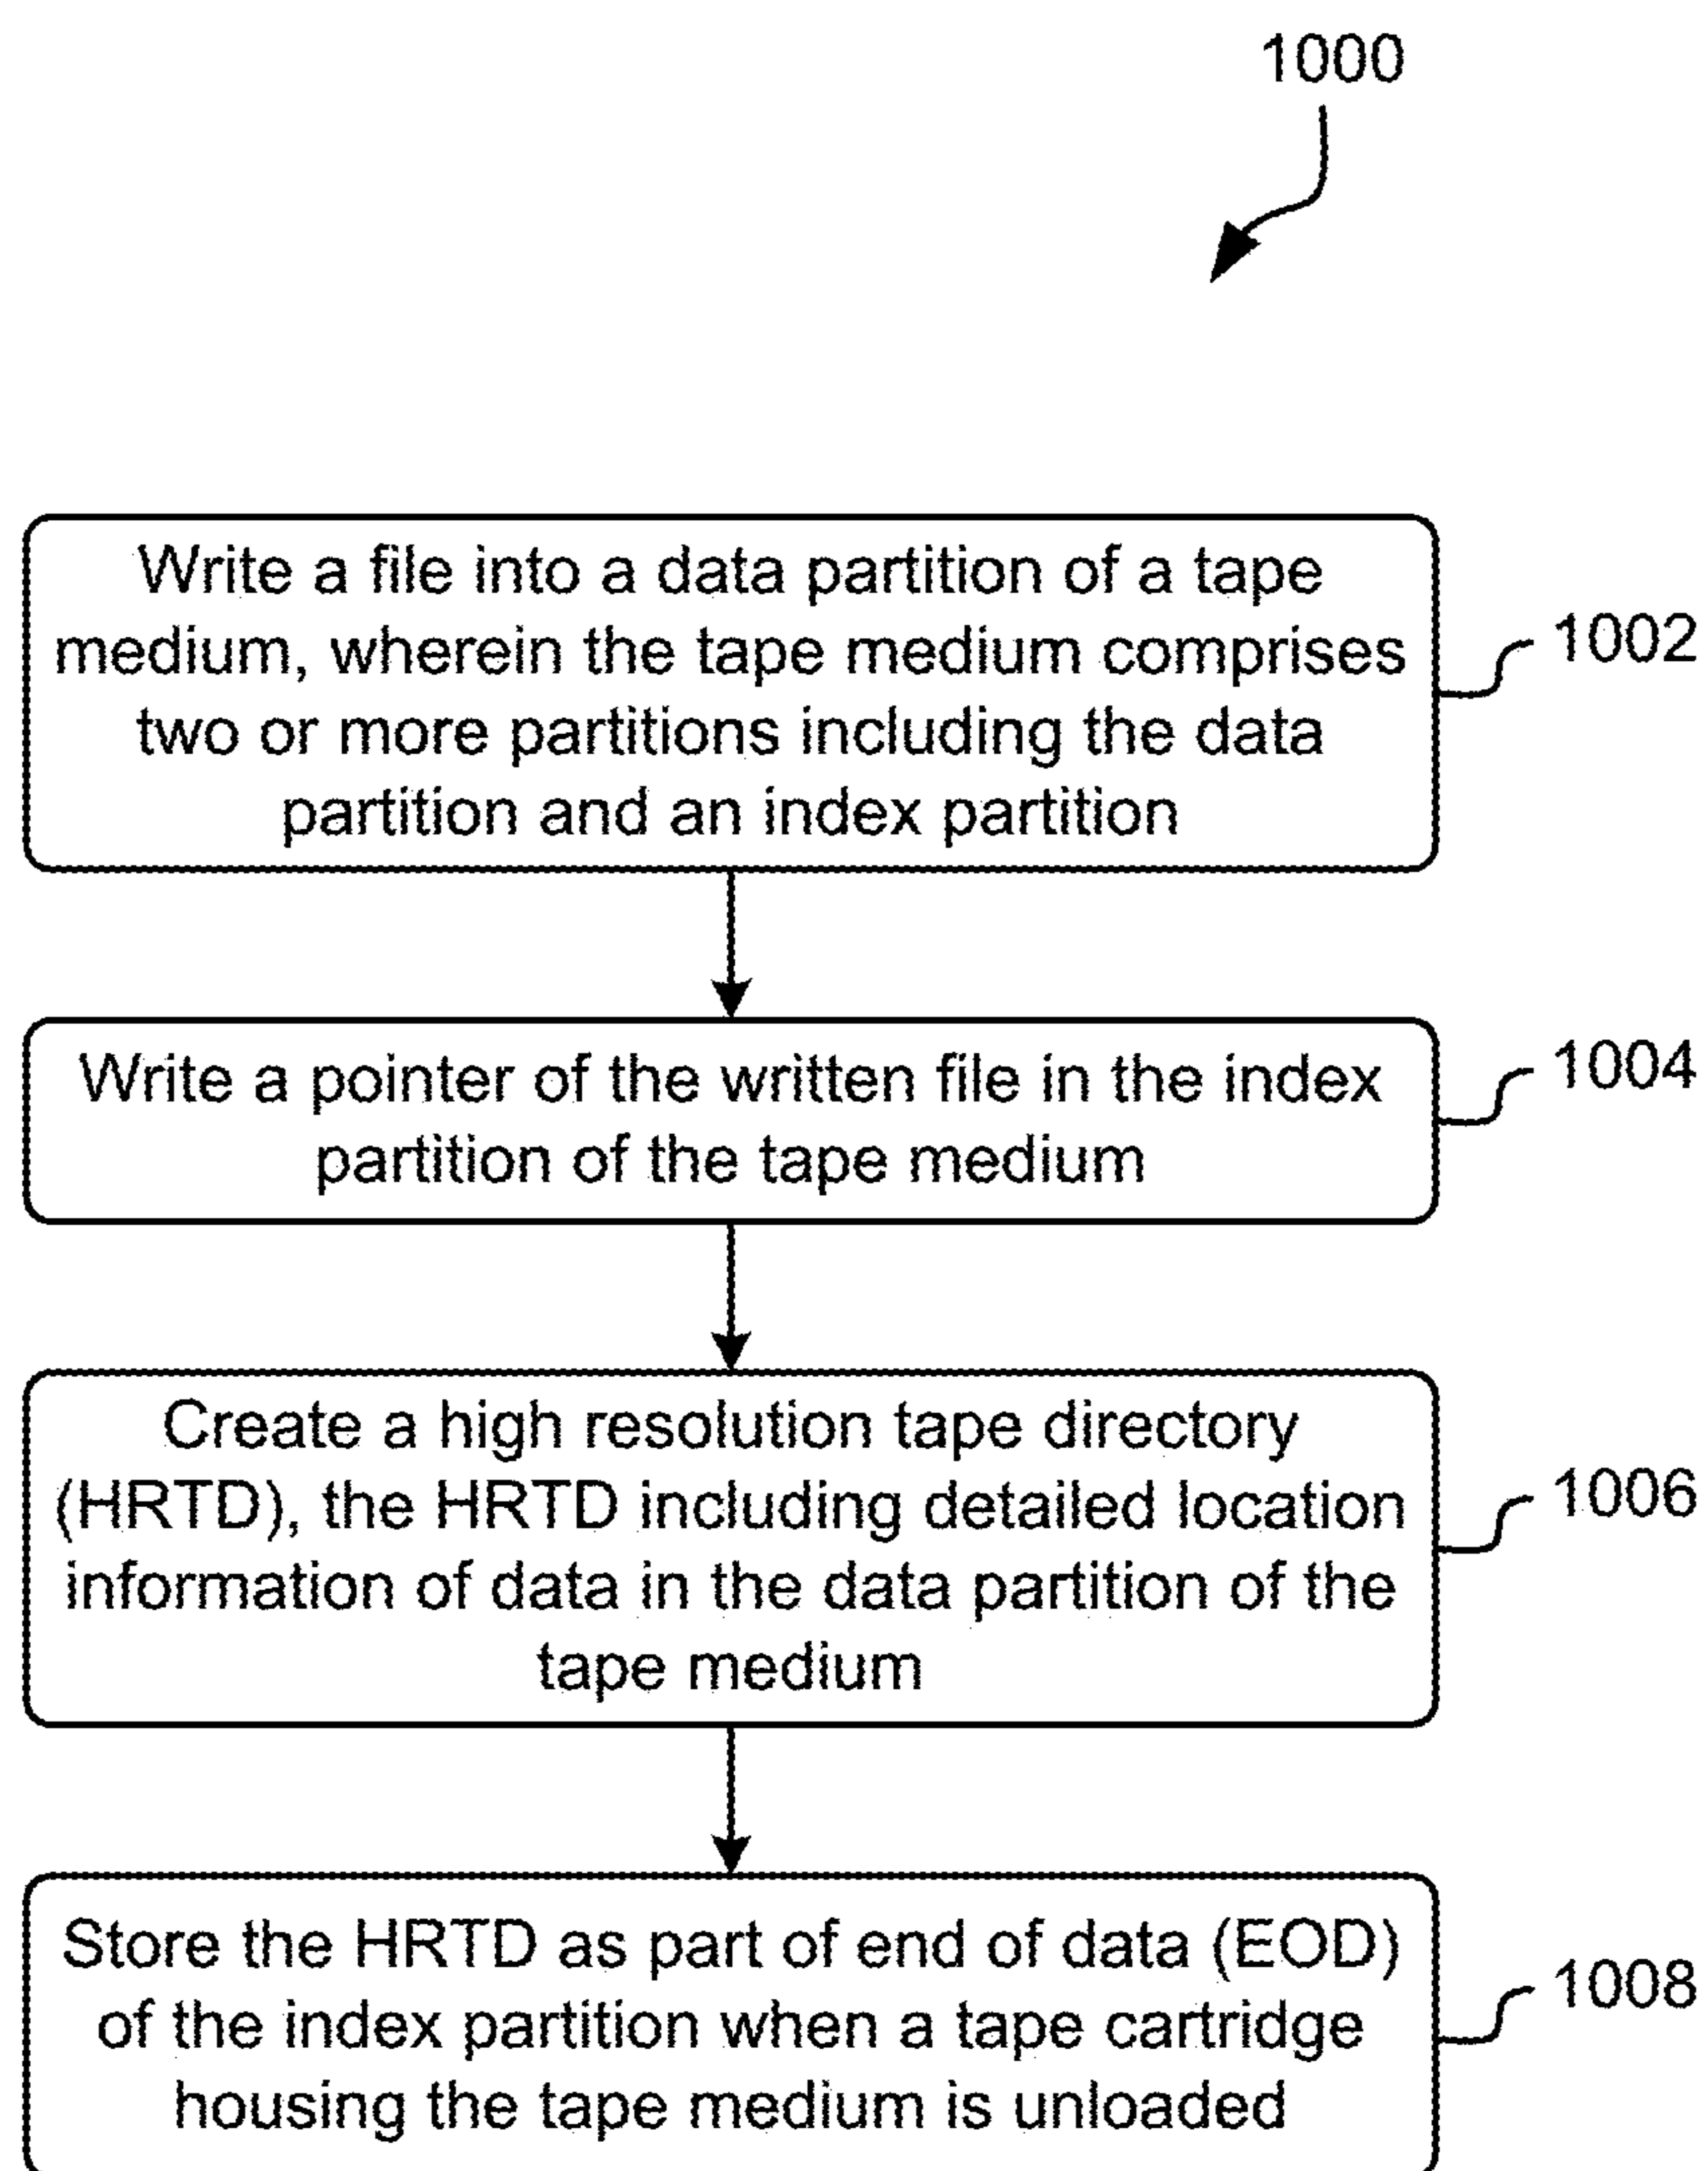 1000
Write a file into a data partition of a tape
medium, wherein the tape medium comprises
two or more partitions including the data
partition and an index partition
1002
Write a pointer of the written file in the index
partition of the tape medium
1004
Create a high resolution tape directory
(HRTD), the HRTD including detailed location
information of data in the data partition of the
tape medium
1006
Store the HRTD as part of end of data (EOD)
of the index partition when a tape cartridge
housing the tape medium is unloaded
1008